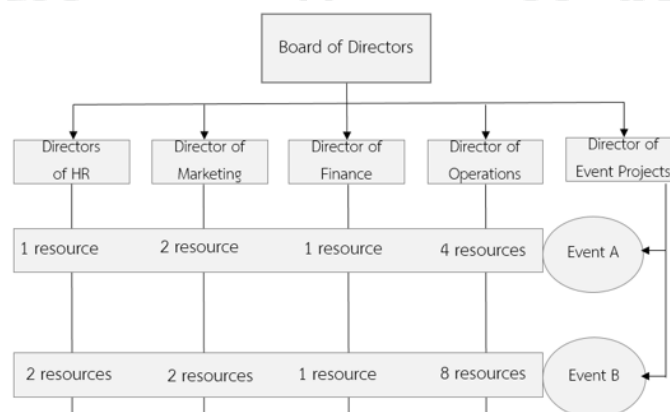 Board of Directors
Directors
of HR
Director of
Marketing
Director of
Finance
Director of
Operations
Director of
Event Projects
1 resource
2 resource
1 resource
4 resources
Event A
2 resources
2 resources
1 resource
8 resources
Event B